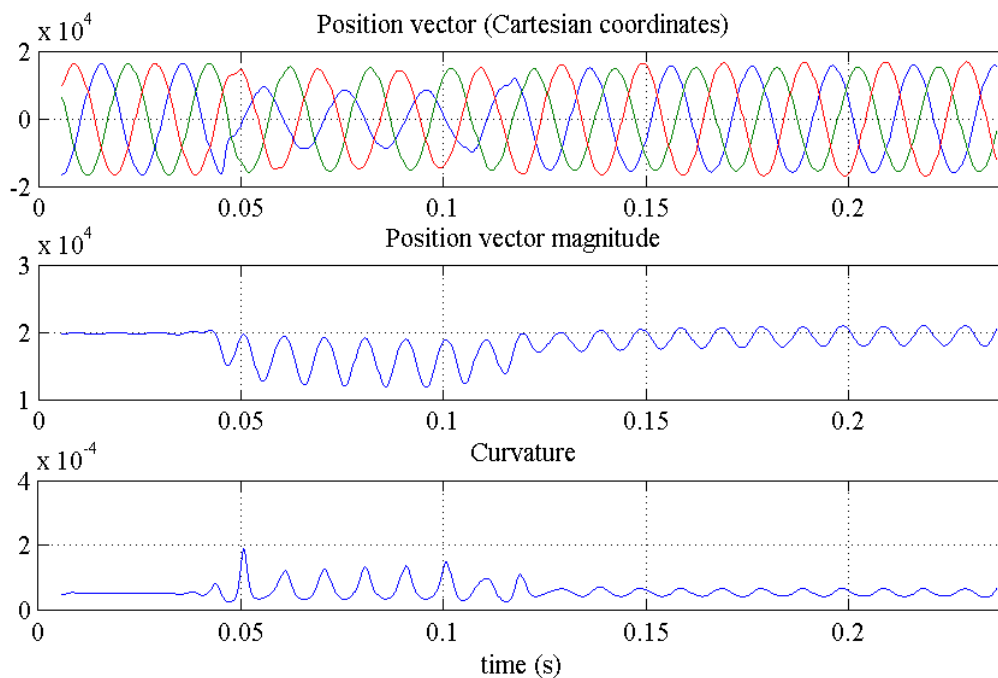 x 10^4
Position vector (Cartesian coordinates)
2
0
-2
0 0.05 0.1 0.15 0.2
x 10^4
Position vector magnitude
3
2
1
0 0.05 0.1 0.15 0.2
x 10^-4
Curvature
4
2
0
0 0.05 0.1 0.15 0.2
time (s)